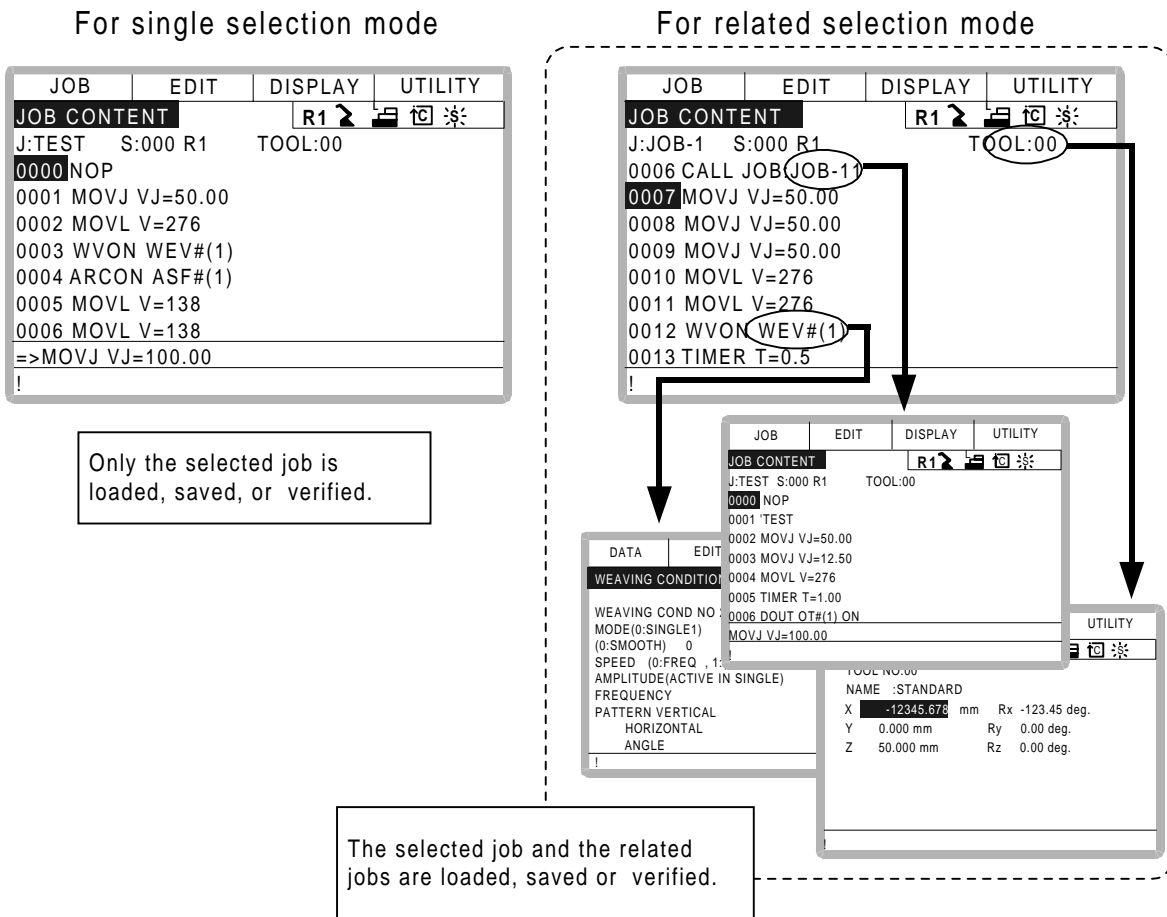 For single selection mode
JOB EDIT DISPLAY UTILITY
JOB CONTENT R1 C S
J:TEST S:000 R1 TOOL:00
0000 NOP
0001 MOVJ VJ=50.00
0002 MOVL V=276
0003 WVON WEV#(1)
0004 ARCON ASF#(1)
0005 MOVL V=138
0006 MOVL V=138
=>MOVJ VJ=100.00
!
Only the selected job is
loaded, saved, or verified.
For related selection mode
JOB EDIT DISPLAY UTILITY
JOB CONTENT R1 C S
J:JOB-1 S:000 R1 TOOL:00
0006 CALL JOB:JOB-11
0007 MOVJ VJ=50.00
0008 MOVJ VJ=50.00
0009 MOVJ VJ=50.00
0010 MOVL V=276
0011 MOVL V=276
0012 WVON WEV#(1)
0013 TIMER T=0.5
!
JOB EDIT DISPLAY UTILITY
JOB CONTENT R1 C S
J:TEST S:000 R1 TOOL:00
0000 NOP
0001 'TEST
0002 MOVJ VJ=50.00
0003 MOVJ VJ=12.50
0004 MOVL V=276
0005 TIMER T=1.00
0006 DOUT OT#(1) ON
MOVJ VJ=100.00
!
DATA EDIT
WEAVING CONDITION
WEAVING COND NO
MODE(0:SINGLE1)
(0:SMOOTH) 0
SPEED (0:FREQ , 1:
AMPLITUDE(ACTIVE IN SINGLE)
FREQUENCY
PATTERN VERTICAL
HORIZONTAL
ANGLE
!
UTILITY
C S
TOOL NO:00
NAME :STANDARD
X -12345.678 mm Rx -123.45 deg.
Y 0.000 mm Ry 0.00 deg.
Z 50.000 mm Rz 0.00 deg.
!
The selected job and the related
jobs are loaded, saved or verified.